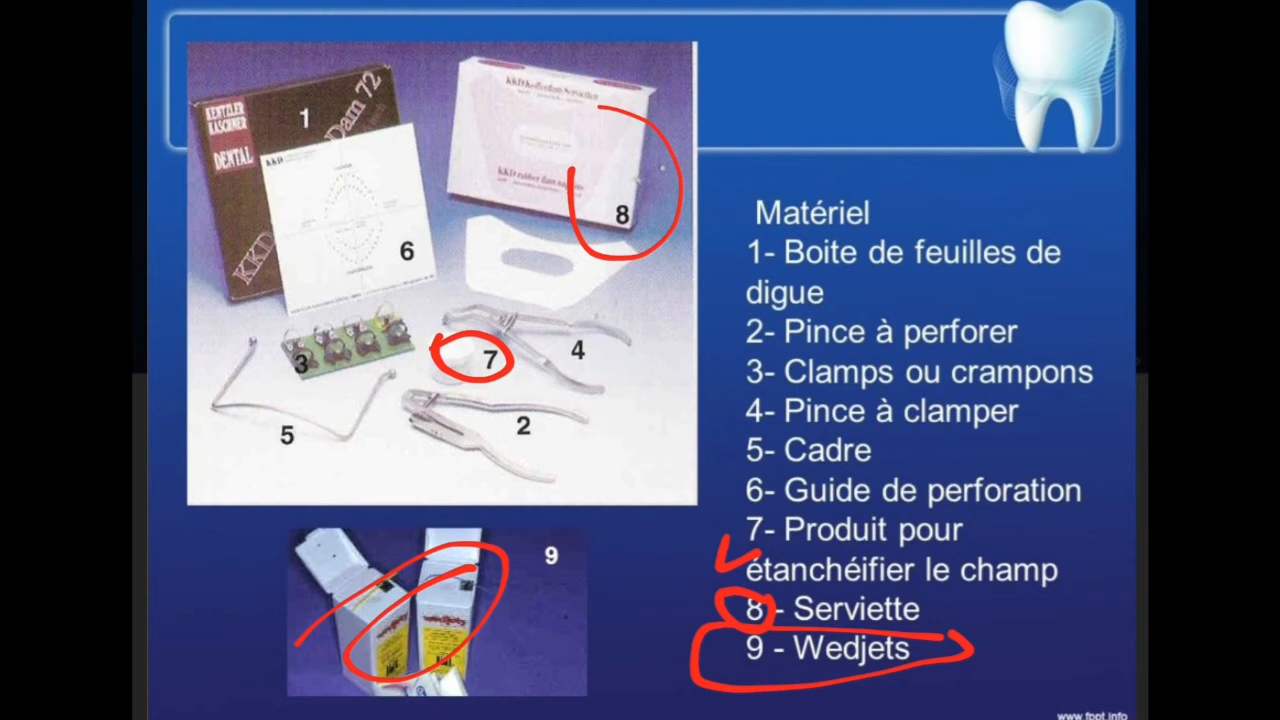 KENTZLER
KASCHNER
DENTAL
1
Dam 72
KKD
KKD
6
KKD Kofferdam Servietten
KKD rubber dam napkins
8
3
5
7
4
2
9
Matériel
1- Boite de feuilles de
digue
2- Pince à perforer
3- Clamps ou crampons
4- Pince à clamper
5- Cadre
6- Guide de perforation
7- Produit pour
étanchéifier le champ
8 - Serviette
9 - Wedjets
www.fppt.info